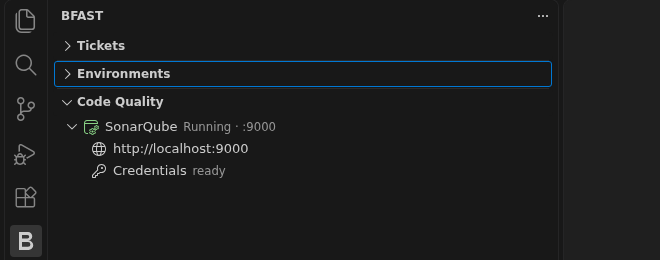 BFAST
Tickets
Environments
Code Quality
SonarQube Running · :9000
http://localhost:9000
Credentials ready
B